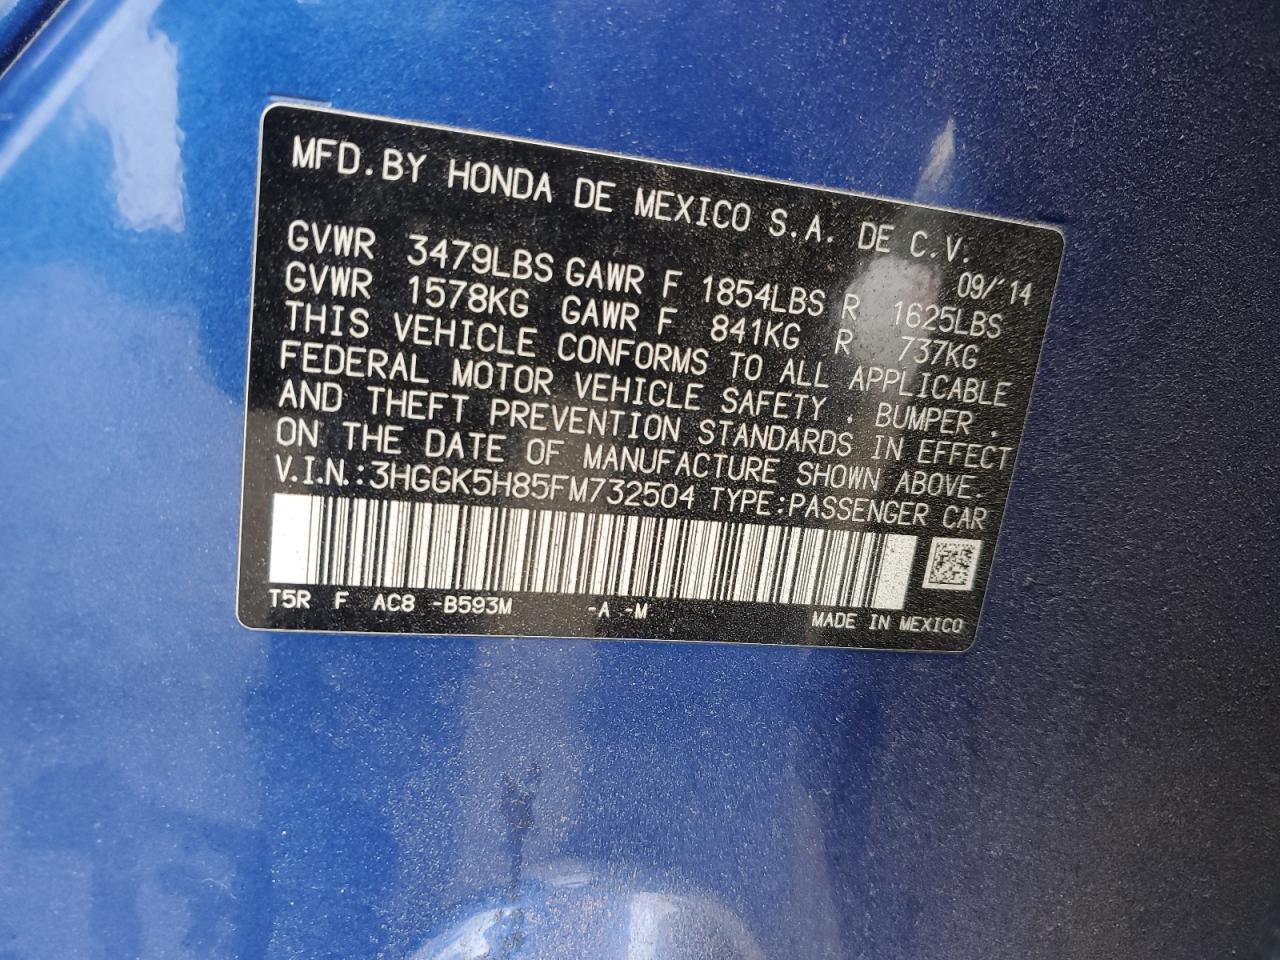 MFD.BY HONDA DE MEXICO S.A. DE C.V.
09/'14
GVWR 3479LBS GAWR F 1854LBS R 1625LBS
GVWR 1578KG GAWR F 841KG R 737KG
THIS VEHICLE CONFORMS TO ALL APPLICABLE
FEDERAL MOTOR VEHICLE SAFETY , BUMPER ,
AND THEFT PREVENTION STANDARDS IN EFFECT
ON THE DATE OF MANUFACTURE SHOWN ABOVE.
V.I.N.:3HGGK5H85FM732504 TYPE:PASSENGER CAR
T5R F AC8 -B593M -A -M
MADE IN MEXICO